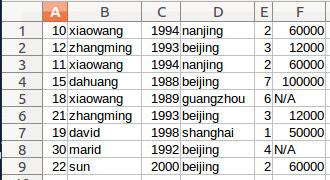 A B C D E F
1 10 xiaowang 1994 nanjing 2 60000
2 12 zhangming 1993 beijing 3 12000
3 11 xiaowang 1994 nanjing 2 60000
4 15 dahuang 1988 beijing 7 100000
5 18 xiaowang 1989 guangzhou 6 N/A
6 21 zhangming 1993 beijing 3 12000
7 19 david 1998 shanghai 1 50000
8 30 marid 1992 beijing 4 N/A
9 22 sun 2000 beijing 2 60000